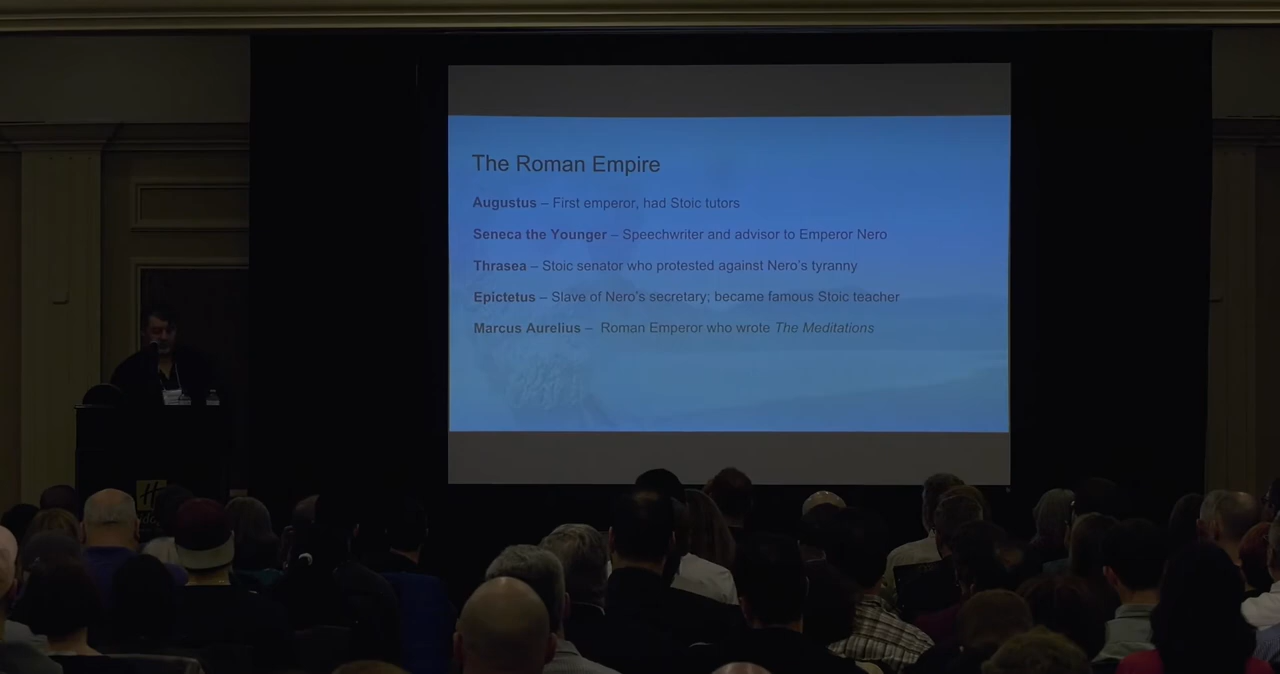 The Roman Empire
Augustus – First emperor, had Stoic tutors
Seneca the Younger – Speechwriter and advisor to Emperor Nero
Thrasea – Stoic senator who protested against Nero's tyranny
Epictetus – Slave of Nero's secretary; became famous Stoic teacher
Marcus Aurelius – Roman Emperor who wrote The Meditations
H